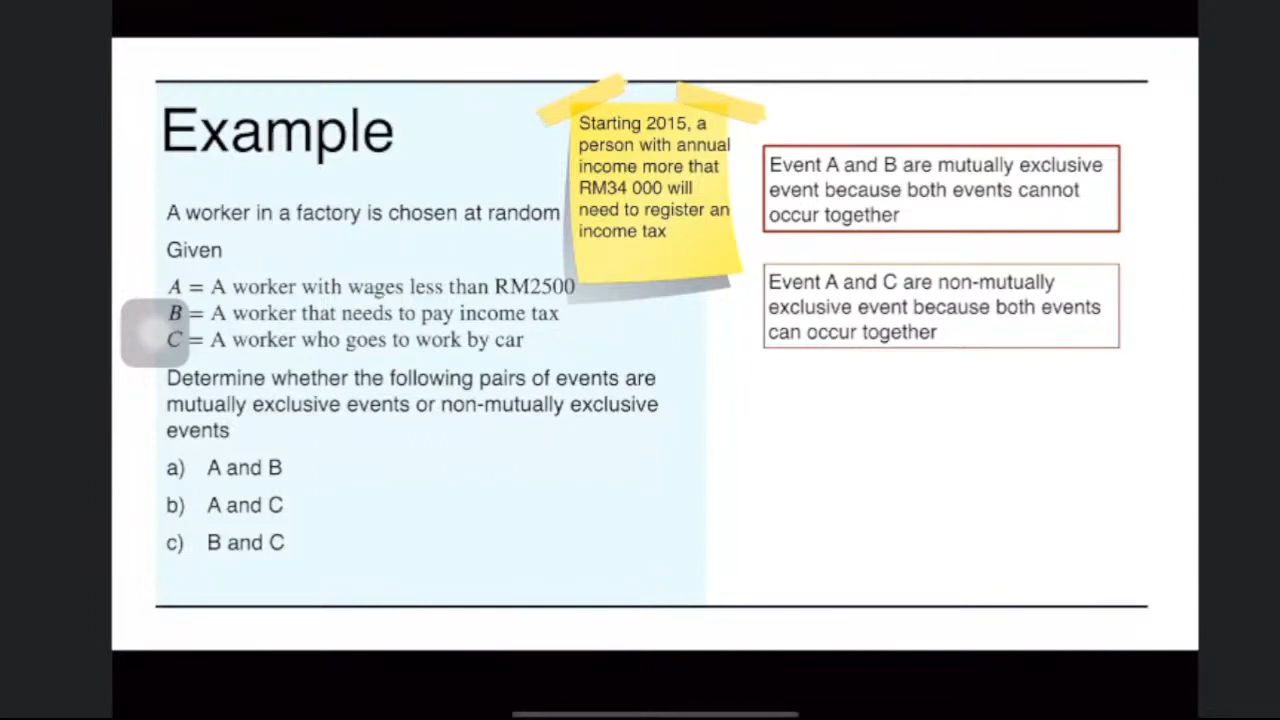 Example
A worker in a factory is chosen at random
Given
A = A worker with wages less than RM2500
B = A worker that needs to pay income tax
C = A worker who goes to work by car
Determine whether the following pairs of events are
mutually exclusive events or non-mutually exclusive
events
a) A and B
b) A and C
c) B and C
Starting 2015, a
person with annual
income more that
RM34 000 will
need to register an
income tax
Event A and B are mutually exclusive
event because both events cannot
occur together
Event A and C are non-mutually
exclusive event because both events
can occur together